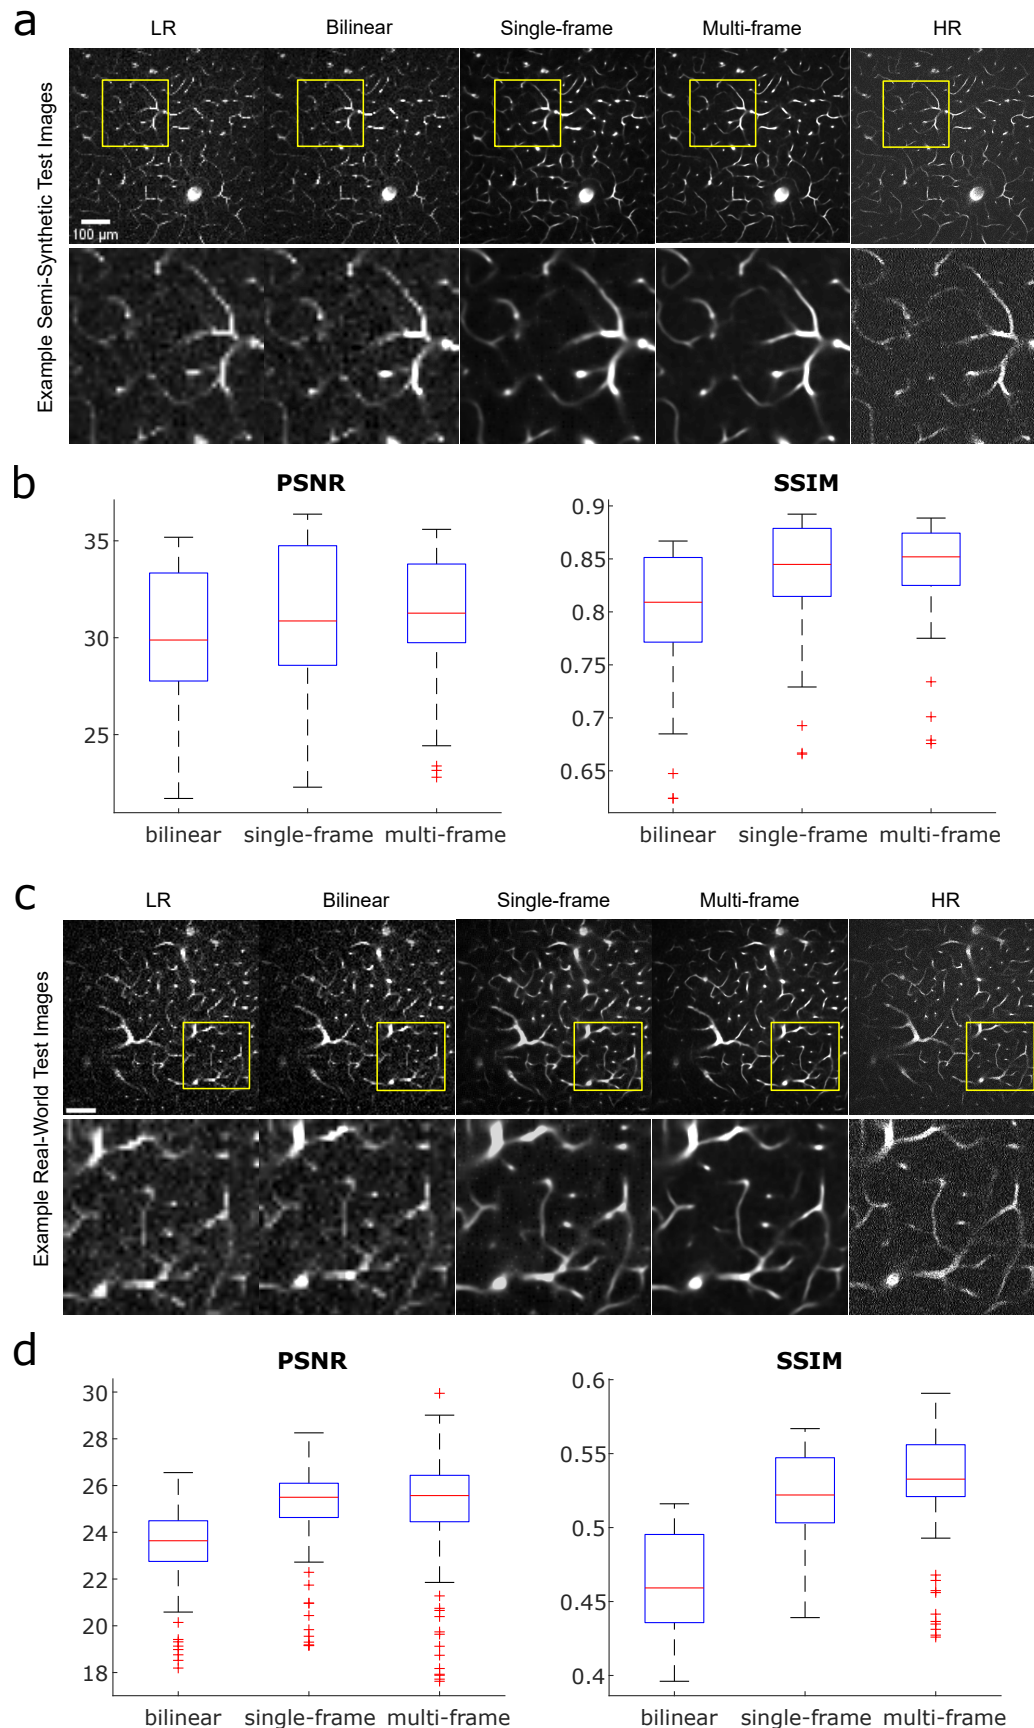 a
LR Bilinear Single-frame Multi-frame HR
Example Semi-Synthetic Test Images
100 µm
b
PSNR
35
30
25
bilinear single-frame multi-frame
SSIM
0.9
0.85
0.8
0.75
0.7
0.65
bilinear single-frame multi-frame
c
LR Bilinear Single-frame Multi-frame HR
Example Real-World Test Images
d
PSNR
30
28
26
24
22
20
18
bilinear single-frame multi-frame
SSIM
0.6
0.55
0.5
0.45
0.4
bilinear single-frame multi-frame